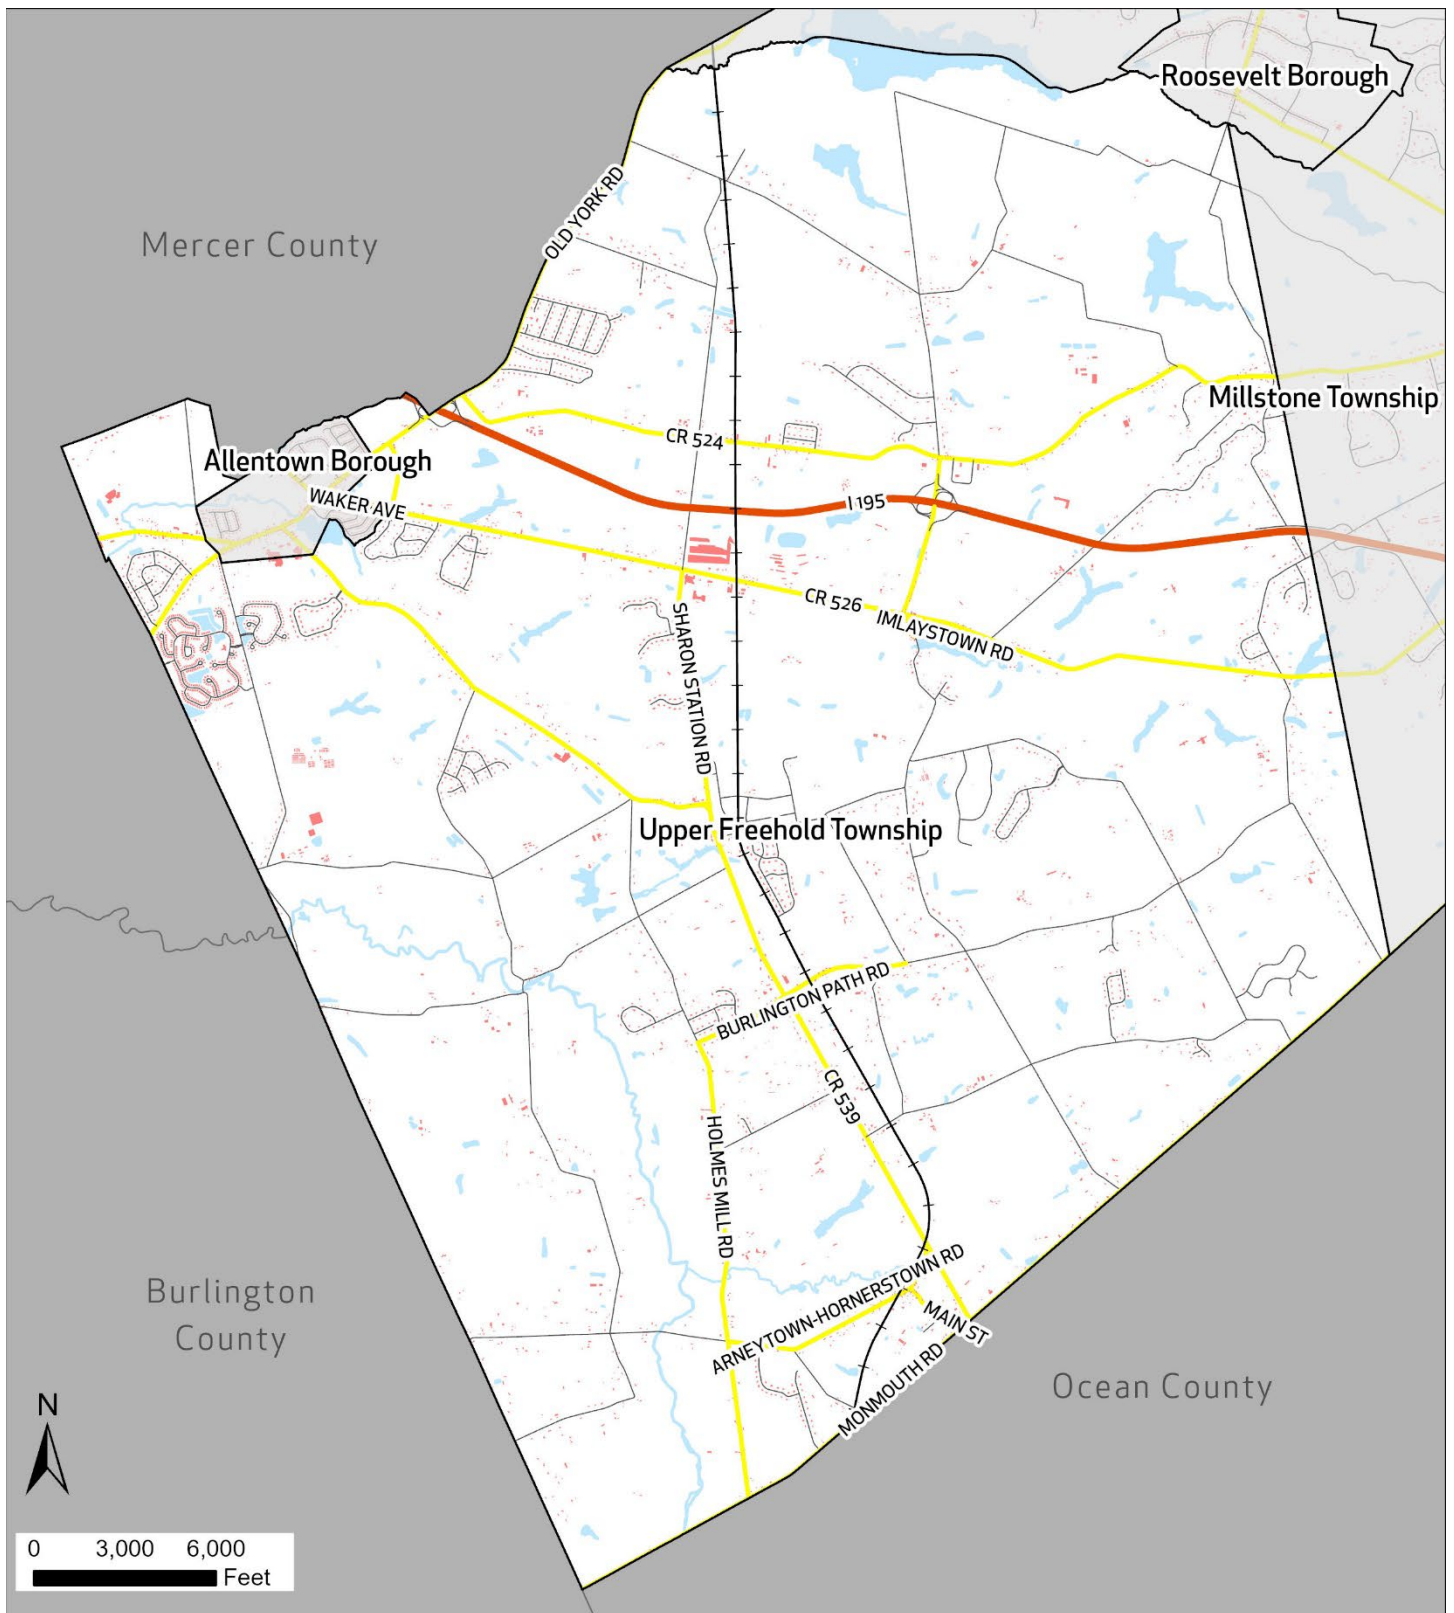 Roosevelt Borough
OLD YORK RD
Mercer County
Millstone Township
CR 524
Allentown Borough
WAKER AVE
I 195
CR 526
IMLAYSTOWN RD
SHARON STATION RD
Upper Freehold Township
BURLINGTON PATH RD
CR 539
HOLMES MILL RD
ARNEYTOWN-HORNERSTOWN RD
MAIN ST
MONMOUTH RD
Burlington
County
Ocean County
N
0 3,000 6,000
Feet